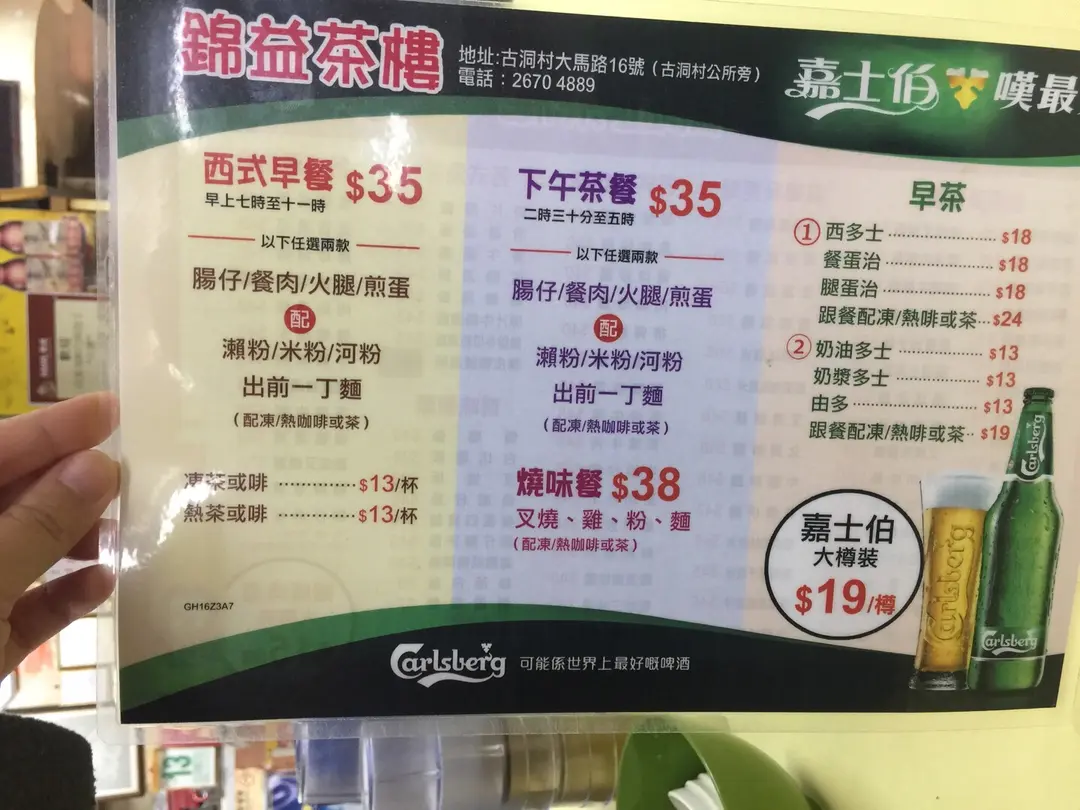 錦益茶樓
地址:古洞村大馬路16號（古洞村公所旁）
電話：2670 4889
嘉士伯 嘆最
西式早餐 $35
早上七時至十一時
以下任選兩款
腸仔/餐肉/火腿/煎蛋
配
瀨粉/米粉/河粉
出前一丁麵
（配凍/熱咖啡或茶）
凍茶或啡 ............... $13/杯
熱茶或啡 ............... $13/杯
GH16Z3A7
下午茶餐 $35
二時三十分至五時
以下任選兩款
腸仔/餐肉/火腿/煎蛋
配
瀨粉/米粉/河粉
出前一丁麵
（配凍/熱咖啡或茶）
燒味餐 $38
叉燒、雞、粉、麵
（配凍/熱咖啡或茶）
早茶
① 西多士 ............... $18
餐蛋治 ............... $18
腿蛋治 ............... $18
跟餐配凍/熱啡或茶... $24
② 奶油多士 ............... $13
奶漿多士 ............... $13
由多 ............... $13
跟餐配凍/熱啡或茶.. $19
嘉士伯
大樽裝
$19/樽
Carlsberg
Carlsberg
Carlsberg
Carlsberg 可能係世界上最好嘅啤酒
13